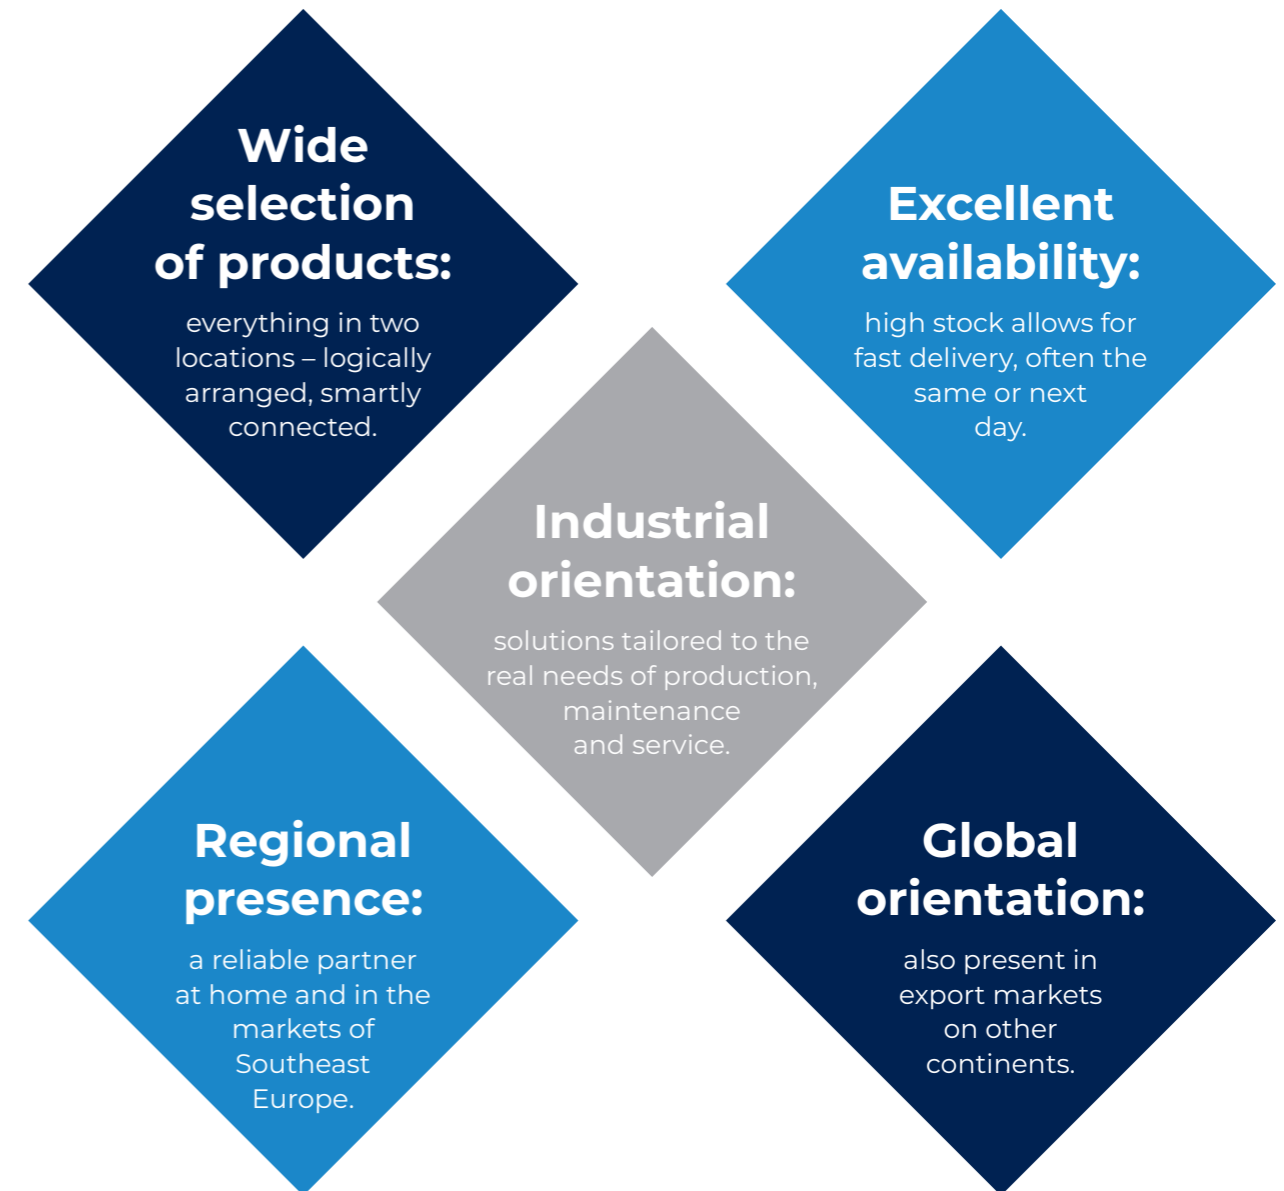 Wide
selection
of products:
everything in two
locations – logically
arranged, smartly
connected.
Excellent
availability:
high stock allows for
fast delivery, often the
same or next
day.
Industrial
orientation:
solutions tailored to the
real needs of production,
maintenance
and service.
Regional
presence:
a reliable partner
at home and in the
markets of
Southeast
Europe.
Global
orientation:
also present in
export markets
on other
continents.